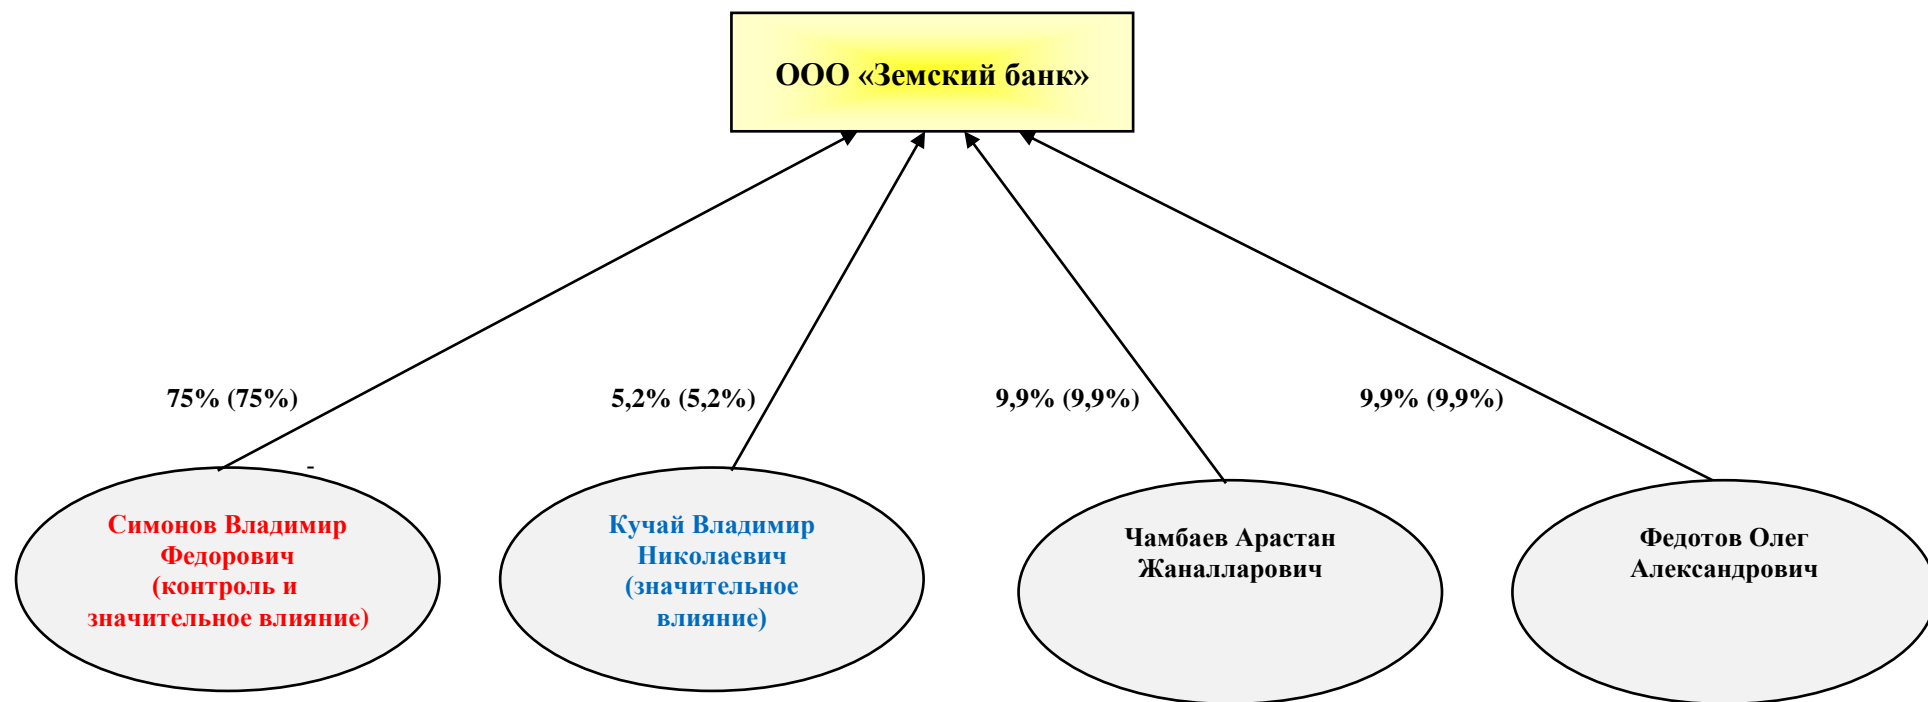 ООО «Земский банк»
75% (75%)
5,2% (5,2%)
9,9% (9,9%)
9,9% (9,9%)
-
Симонов Владимир
Федорович
(контроль и
значительное влияние)
Кучай Владимир
Николаевич
(значительное
влияние)
Чамбаев Арастан
Жаналларович
Федотов Олег
Александрович